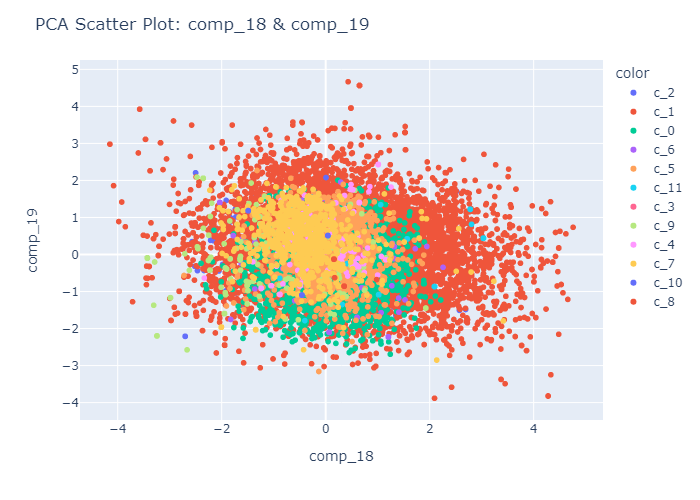 PCA Scatter Plot: comp_18 & comp_19
color
c_2
c_1
c_0
c_6
c_5
c_11
c_3
c_9
c_4
c_7
c_10
c_8
5
4
3
2
1
0
−1
−2
−3
−4
comp_19
−4
−2
0
2
4
comp_18